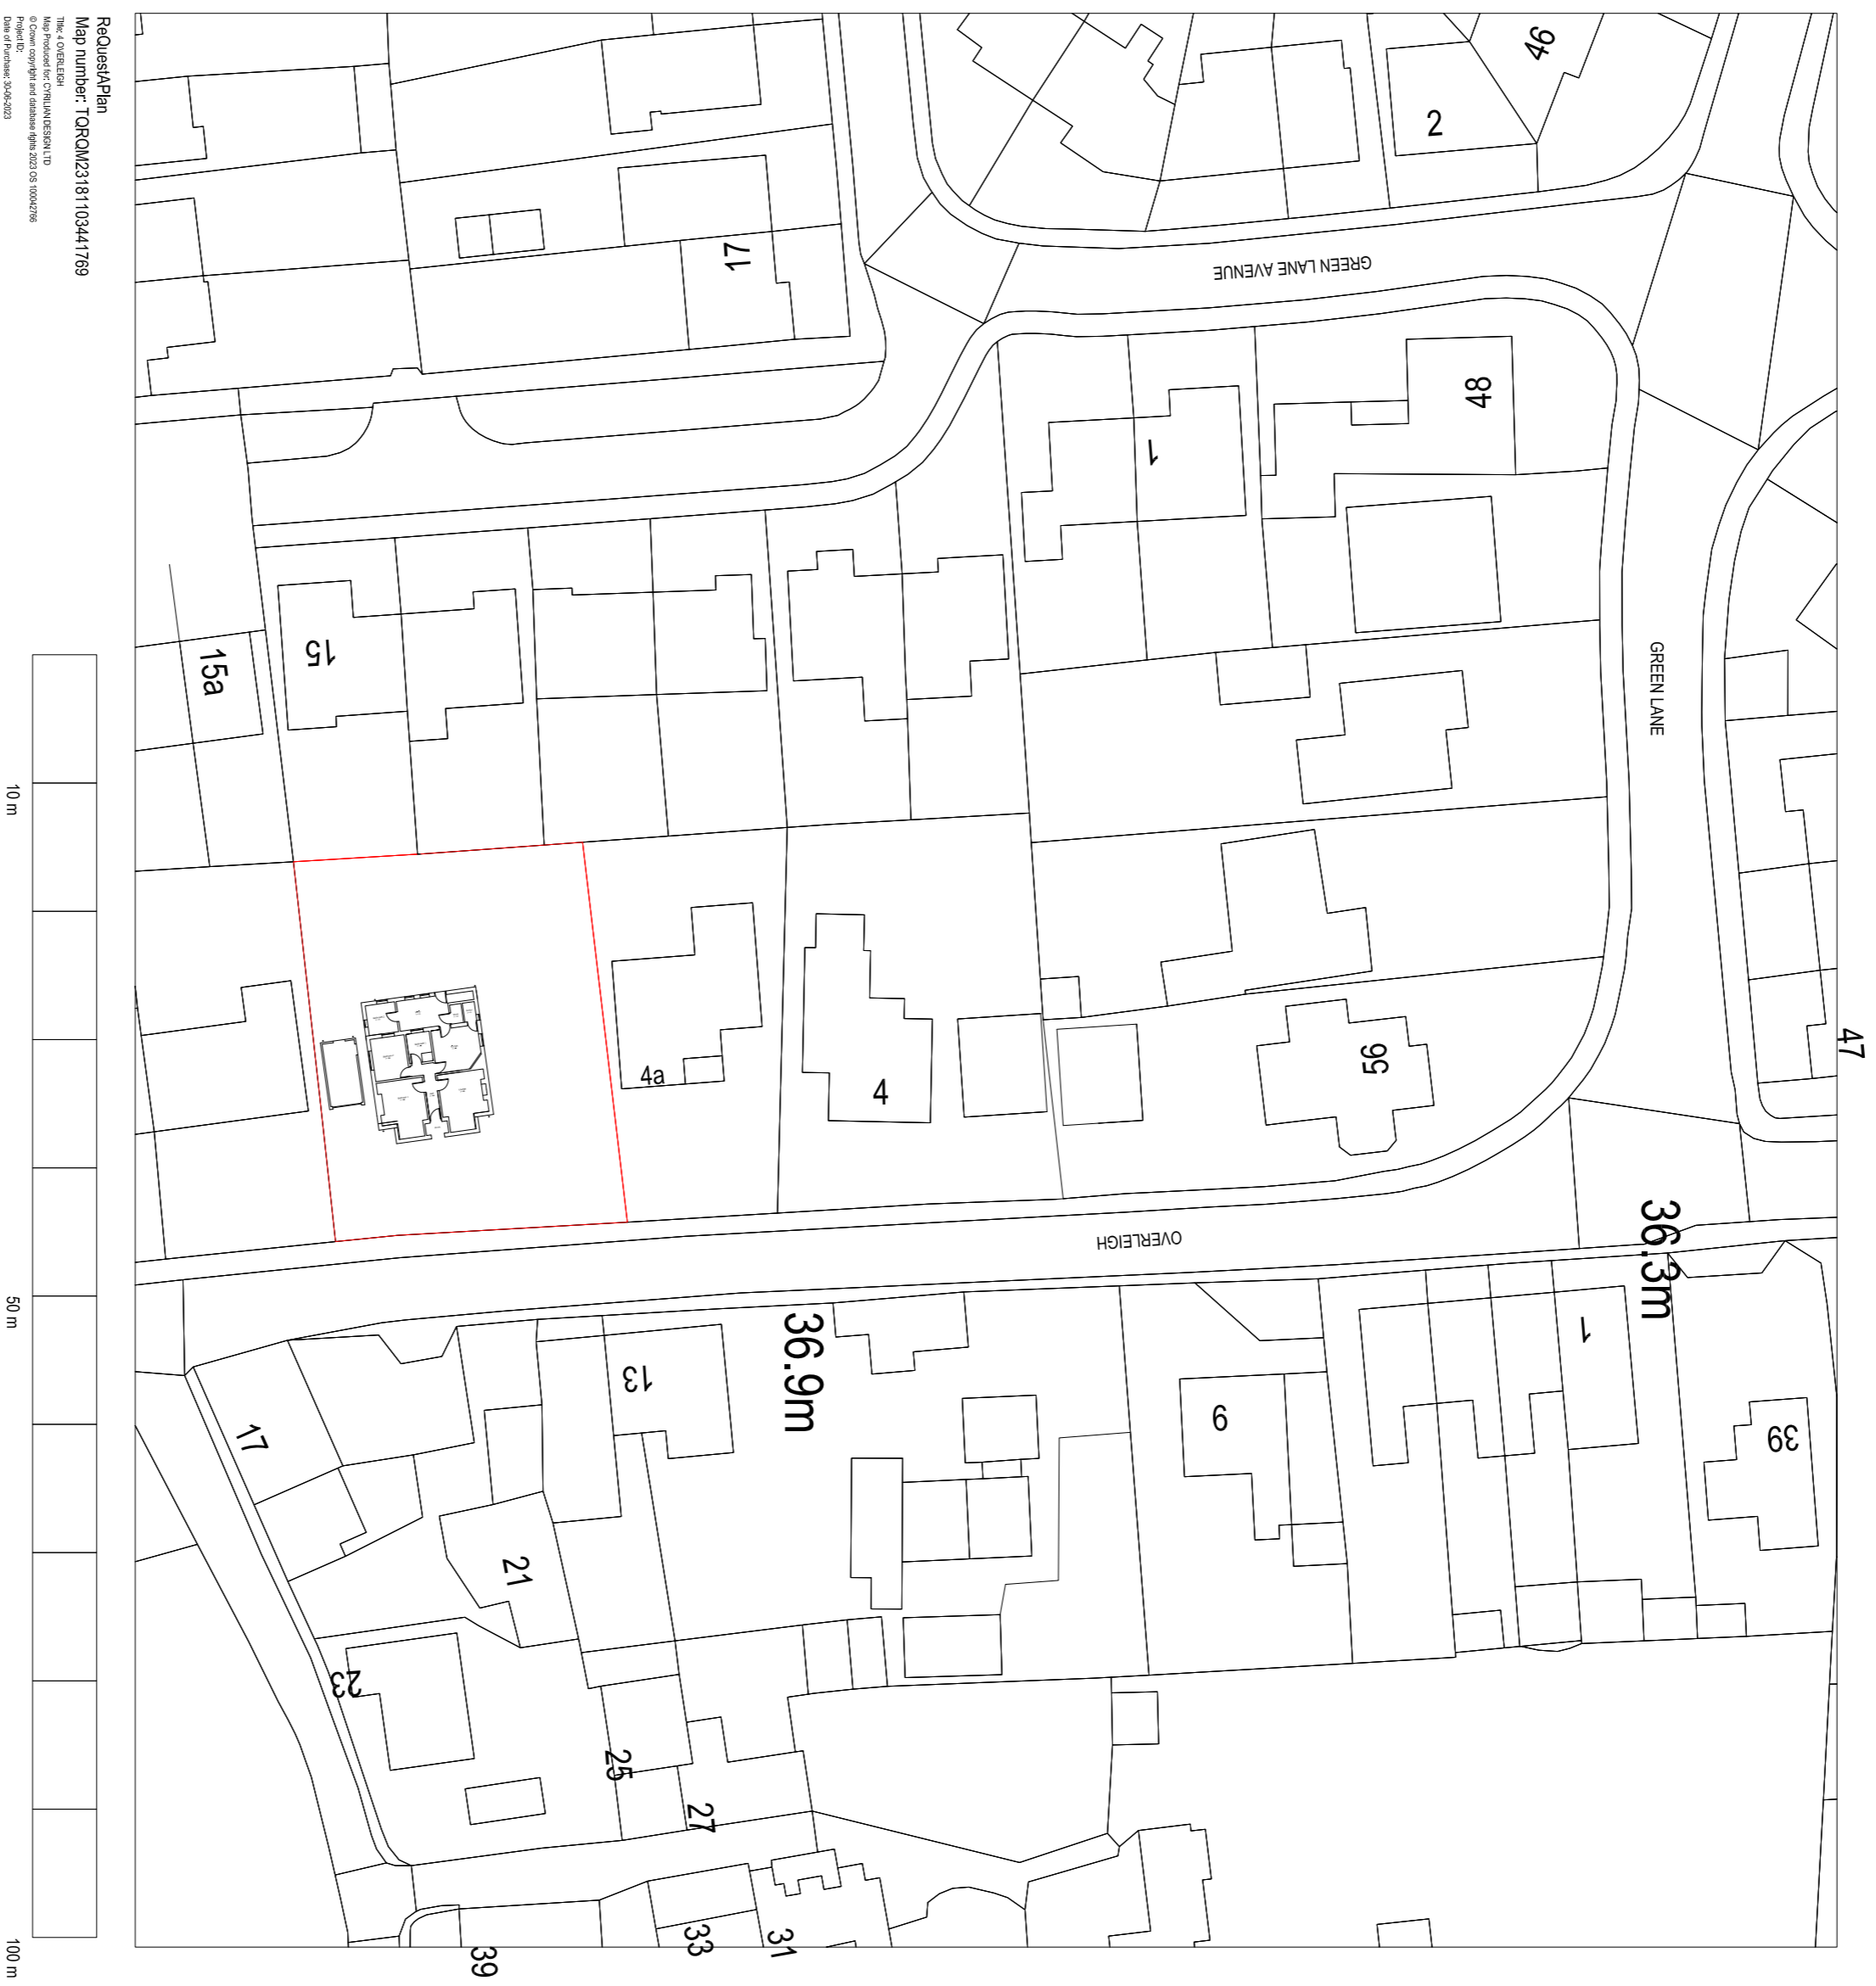 ReQuestAPlan
Map number: TQRQM23181103441769
Title: 4 OVERLEIGH
Map Produced for: CYRILIAN DESIGN LTD
© Crown copyright and database rights 2023 OS 100042766
Project ID:
Date of Purchase: 30-06-2023
46
2
17
GREEN LANE AVENUE
48
1
15
15a
GREEN LANE
47
4a
4
56
OVERLEIGH
36.3m
36.9m
13
9
1
39
17
21
23
25
27
33
31
39
10 m
50 m
100 m